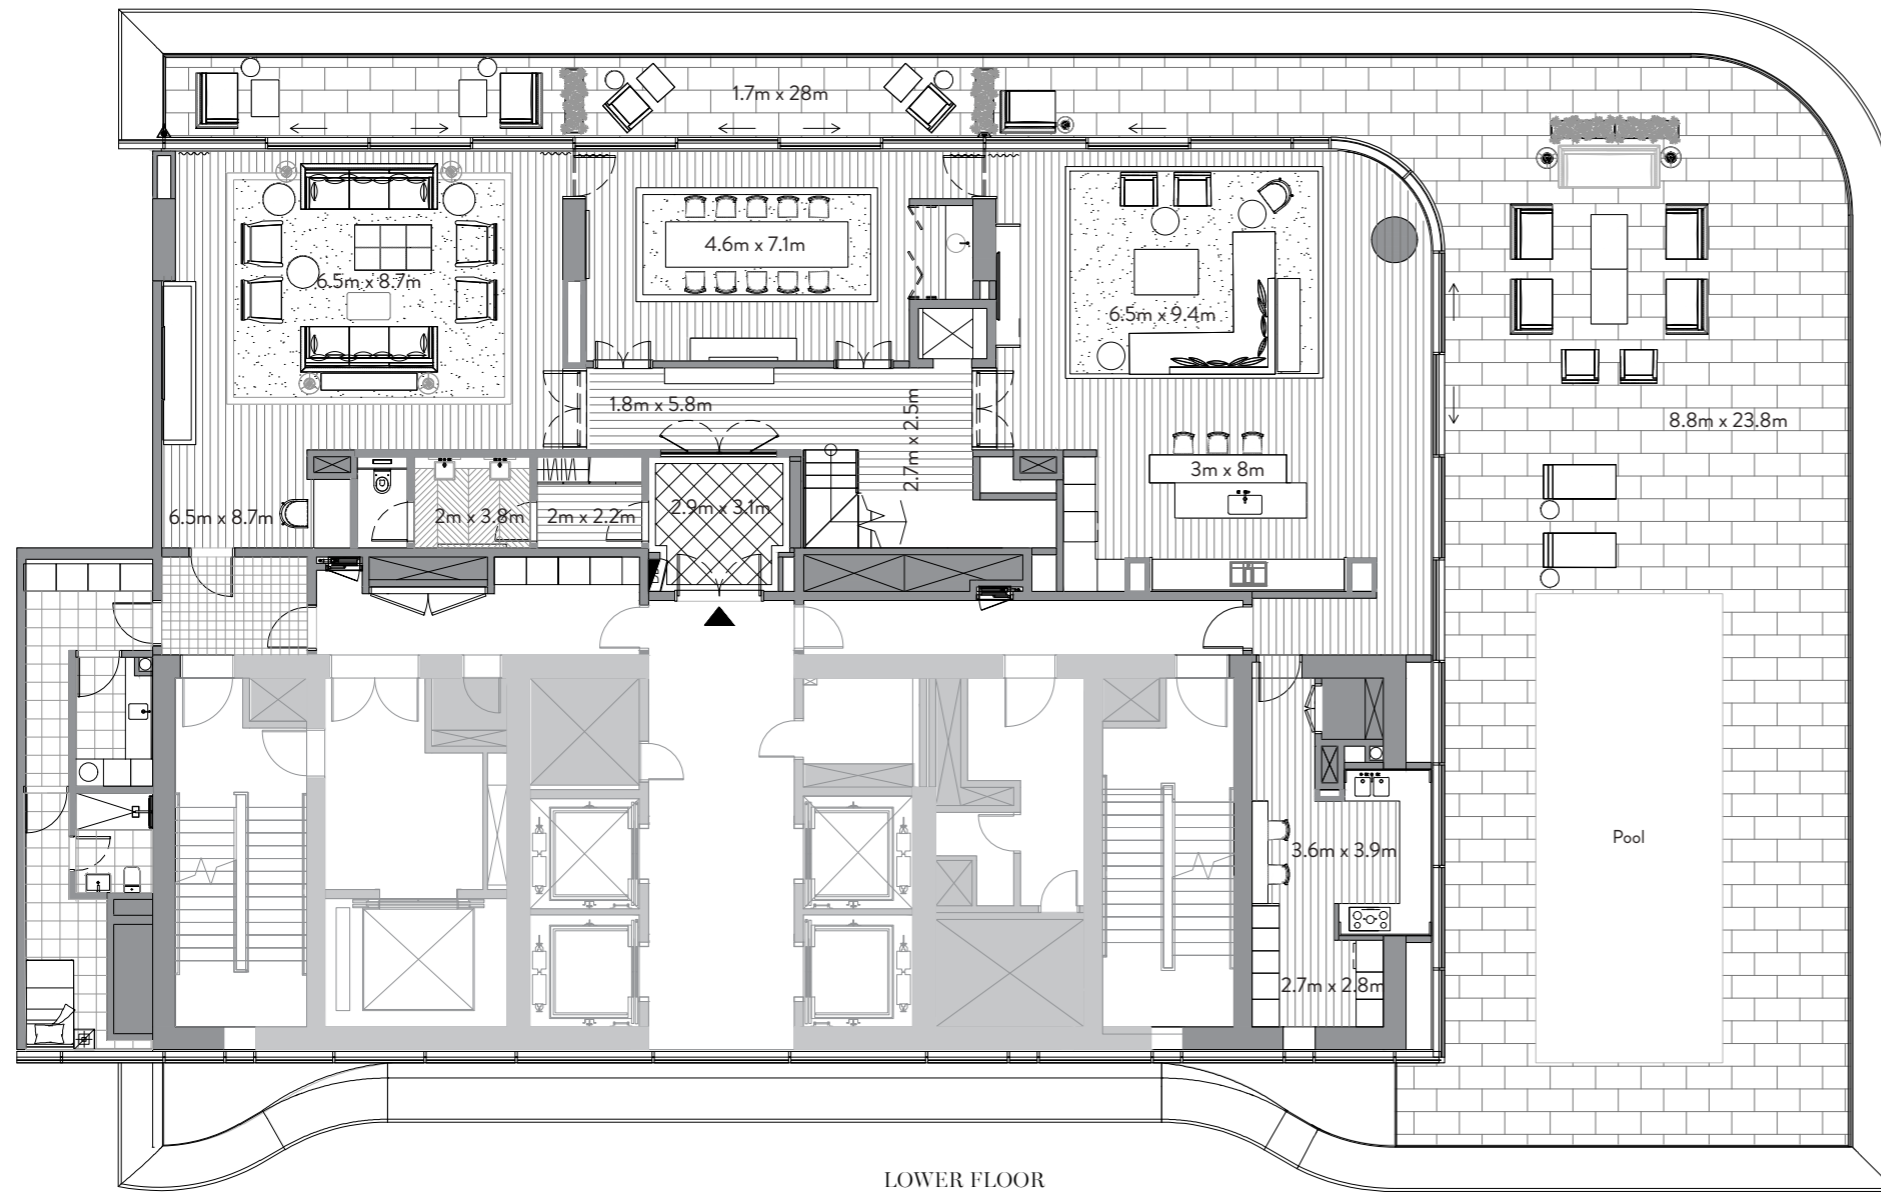 1.7m x 28m
4.6m x 7.1m
6.5m x 8.7m
6.5m x 9.4m
1.8m x 5.8m
2.7m x 2.5m
8.8m x 23.8m
3m x 8m
6.5m x 8.7m
2m x 3.8m
2m x 2.2m
2.9m x 3.1m
Pool
3.6m x 3.9m
2.7m x 2.8m
LOWER FLOOR